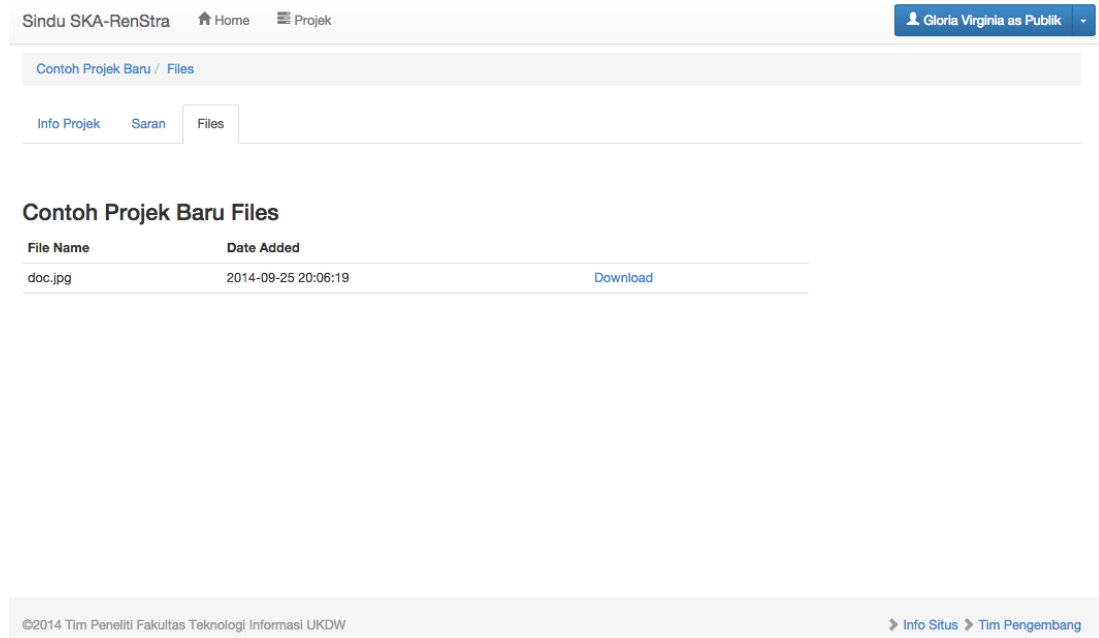 Sindu SKA-RenStra Home Projek Gloria Virginia as Publik
Contoh Projek Baru / Files
Info Projek Saran Files
Contoh Projek Baru Files
File Name Date Added
doc.jpg 2014-09-25 20:06:19 Download
©2014 Tim Peneliti Fakultas Teknologi Informasi UKDW Info Situs Tim Pengembang